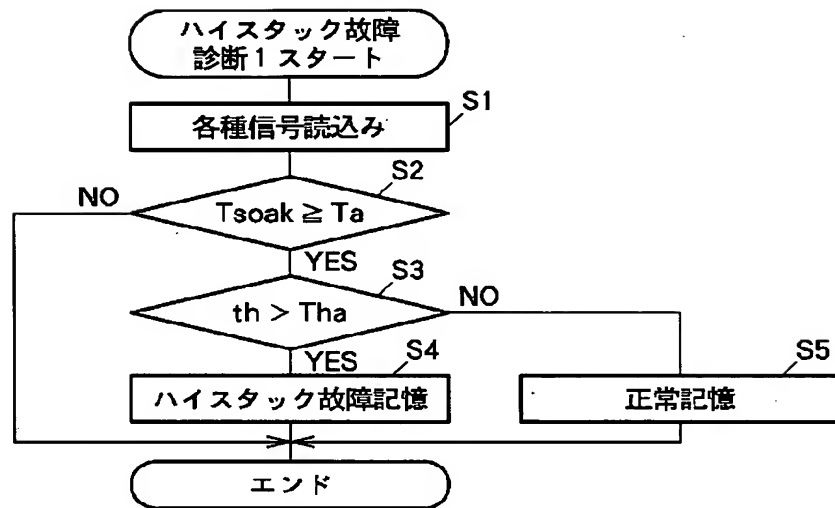 ハイスタック故障
診断1スタート
S1
各種信号読込み
S2
NO
Tsoak ≧ Ta
YES
S3
th > Tha
NO
YES
S4
S5
ハイスタック故障記憶
正常記憶
エンド